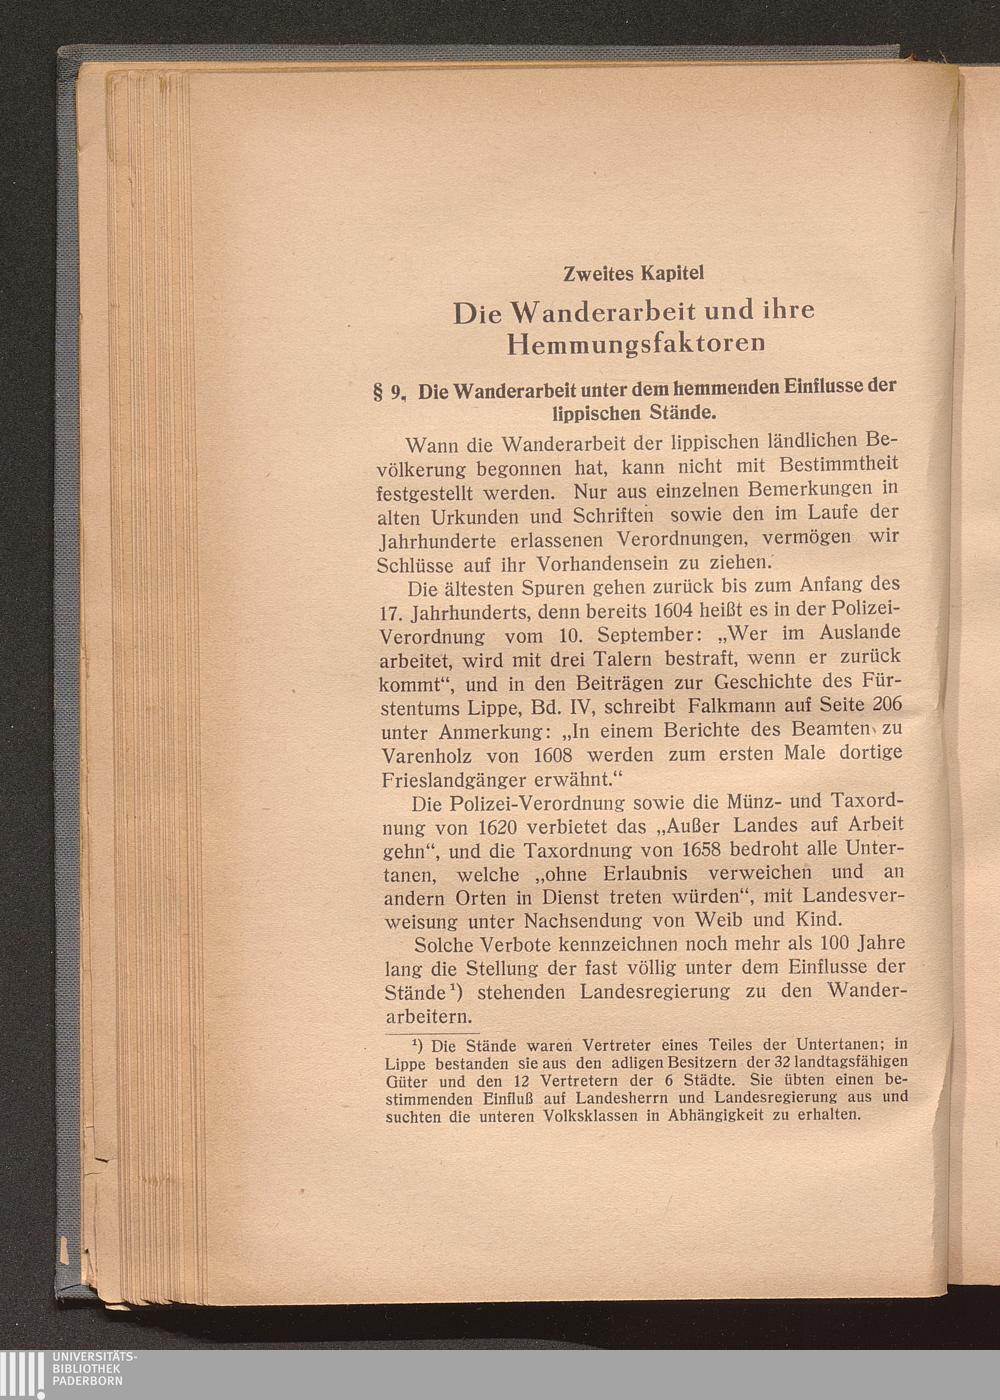 Zweites Kapitel
Die Wanderarbeit und ihre
Hemmungsfaktoren
§ 9. Die Wanderarbeit unter dem hemmenden Einflusse der
lippischen Stände.
Wann die Wanderarbeit der lippischen ländlichen Be-
völkerung begonnen hat, kann nicht mit Bestimmtheit
festgestellt werden. Nur aus einzelnen Bemerkungen in
alten Urkunden und Schriften sowie den im Laufe der
Jahrhunderte erlassenen Verordnungen, vermögen wir
Schlüsse auf ihr Vorhandensein zu ziehen.
Die ältesten Spuren gehen zurück bis zum Anfang des
17. Jahrhunderts, denn bereits 1604 heißt es in der Polizei-
Verordnung vom 10. September: „Wer im Auslande
arbeitet, wird mit drei Talern bestraft, wenn er zurück
kommt“, und in den Beiträgen zur Geschichte des Für-
stentums Lippe, Bd. IV, schreibt Falkmann auf Seite 206
unter Anmerkung: „In einem Berichte des Beamten zu
Varenholz von 1608 werden zum ersten Male dortige
Frieslandgänger erwähnt.“
Die Polizei-Verordnung sowie die Münz- und Taxord-
nung von 1620 verbietet das „Außer Landes auf Arbeit
gehn“, und die Taxordnung von 1658 bedroht alle Unter-
tanen, welche „ohne Erlaubnis verweichen und an
andern Orten in Dienst treten würden“, mit Landesver-
weisung unter Nachsendung von Weib und Kind.
Solche Verbote kennzeichnen noch mehr als 100 Jahre
lang die Stellung der fast völlig unter dem Einflusse der
Stände ¹) stehenden Landesregierung zu den Wander-
arbeitern.
¹) Die Stände waren Vertreter eines Teiles der Untertanen; in
Lippe bestanden sie aus den adligen Besitzern der 32 landtagsfähigen
Güter und den 12 Vertretern der 6 Städte. Sie übten einen be-
stimmenden Einfluß auf Landesherrn und Landesregierung aus und
suchten die unteren Volksklassen in Abhängigkeit zu erhalten.
UNIVERSITÄTS-
BIBLIOTHEK
PADERBORN